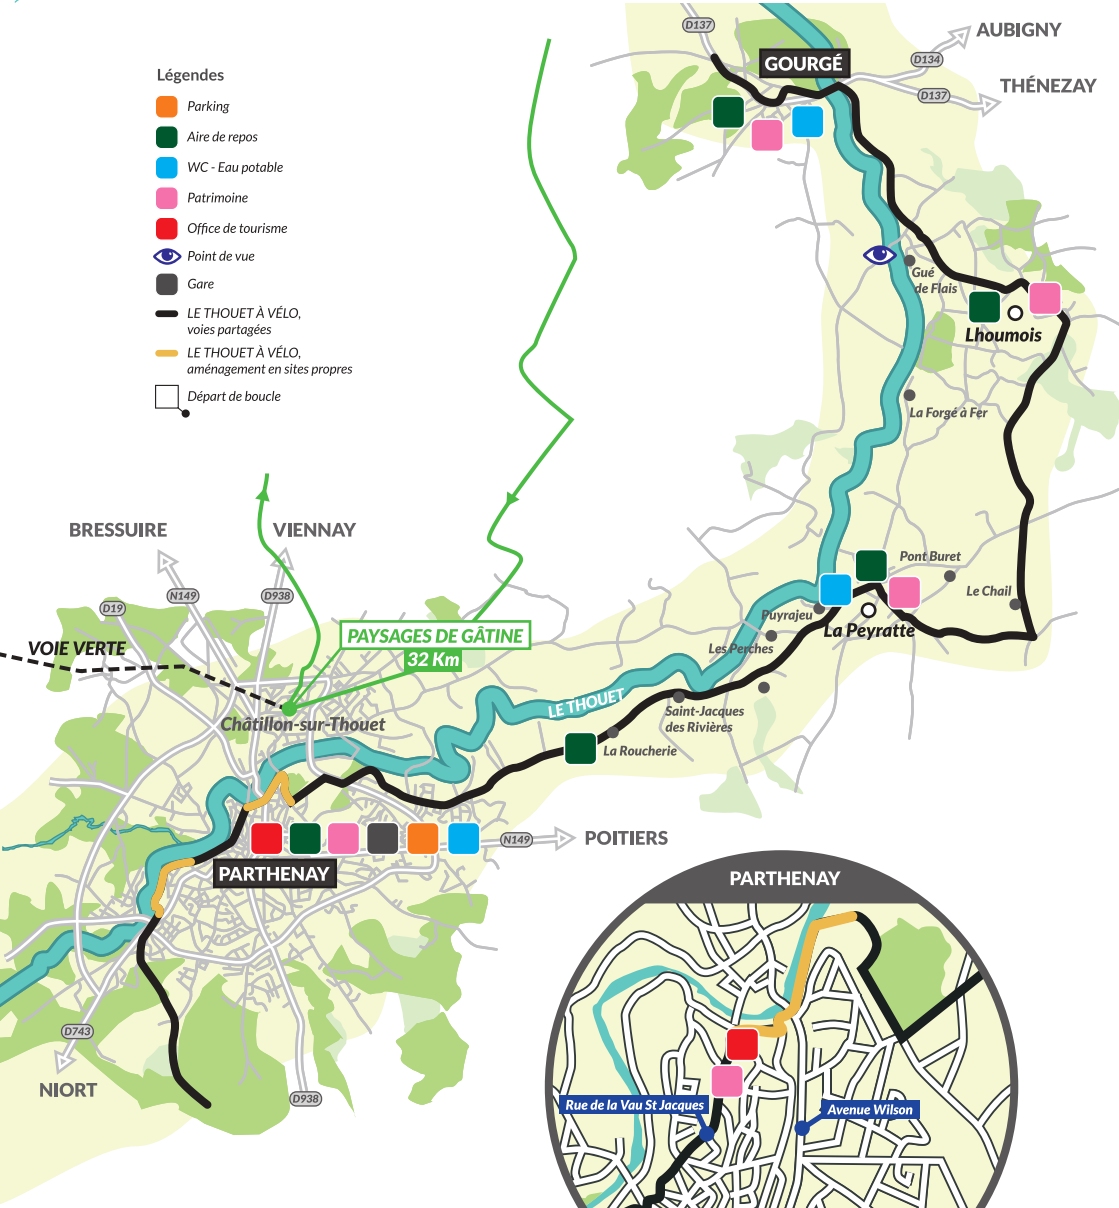 Légendes
Parking
Aire de repos
WC - Eau potable
Patrimoine
Office de tourisme
Point de vue
Gare
LE THOUET À VÉLO,
voies partagées
LE THOUET À VÉLO,
aménagement en sites propres
Départ de boucle
D137
AUBIGNY
GOURGÉ
D134
THÉNEZAY
D137
Gué
de Flais
Lhoumois
La Forgé à Fer
Pont Buret
Le Chail
Puyrajeu
La Peyratte
Les Perches
BRESSUIRE
VIENNAY
N149
D938
D19
VOIE VERTE
PAYSAGES DE GÂTINE
32 Km
Châtillon-sur-Thouet
LE THOUET
Saint-Jacques
des Rivières
La Roucherie
N149
POITIERS
PARTHENAY
D743
NIORT
D938
PARTHENAY
Rue de la Vau St Jacques
Avenue Wilson